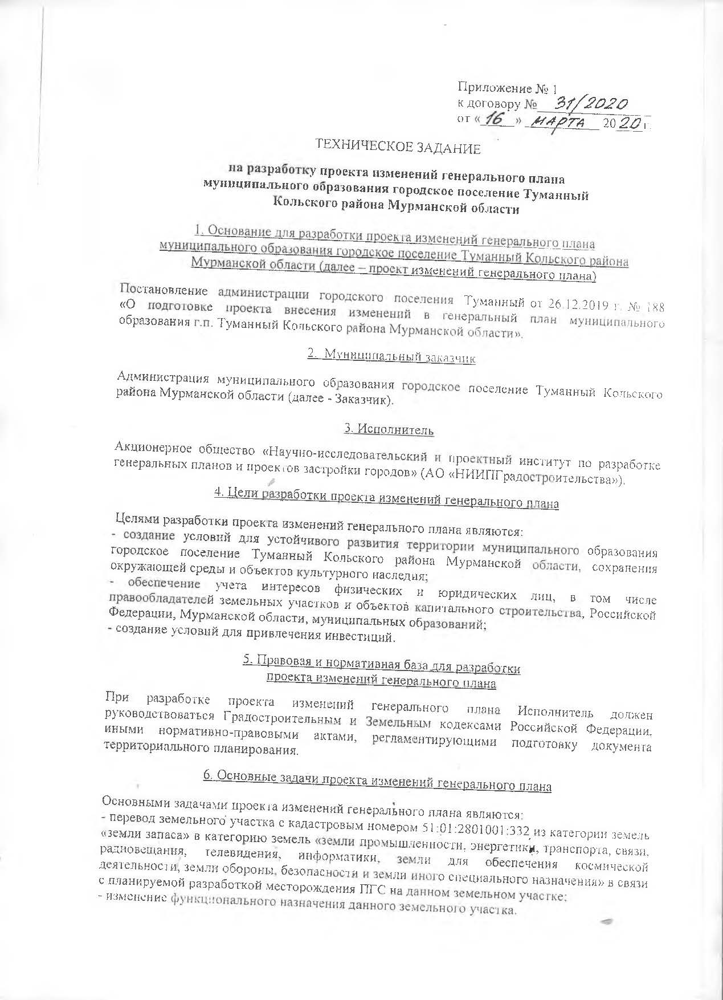 Приложение № 1
к договору № 31/2020
от « 16 » МАРТА 2020 г.
ТЕХНИЧЕСКОЕ ЗАДАНИЕ
на разработку проекта изменений генерального плана
муниципального образования городское поселение Туманный
Кольского района Мурманской области
1. Основание для разработки проекта изменений генерального плана
муниципального образования городское поселение Туманный Кольского района
Мурманской области (далее – проект изменений генерального плана)
Постановление администрации городского поселения Туманный от 26.12.2019 г. № 188
«О подготовке проекта внесения изменений в генеральный план муниципального
образования г.п. Туманный Кольского района Мурманской области».
2. Муниципальный заказчик
Администрация муниципального образования городское поселение Туманный Кольского
района Мурманской области (далее - Заказчик).
3. Исполнитель
Акционерное общество «Научно-исследовательский и проектный институт по разработке
генеральных планов и проектов застройки городов» (АО «НИИПГрадостроительства»).
4. Цели разработки проекта изменений генерального плана
Целями разработки проекта изменений генерального плана являются:
- создание условий для устойчивого развития территории муниципального образования
городское поселение Туманный Кольского района Мурманской области, сохранения
окружающей среды и объектов культурного наследия;
- обеспечение учета интересов физических и юридических лиц, в том числе
правообладателей земельных участков и объектов капитального строительства, Российской
Федерации, Мурманской области, муниципальных образований;
- создание условий для привлечения инвестиций.
5. Правовая и нормативная база для разработки
проекта изменений генерального плана
При разработке проекта изменений генерального плана Исполнитель должен
руководствоваться Градостроительным и Земельным кодексами Российской Федерации,
иными нормативно-правовыми актами, регламентирующими подготовку документа
территориального планирования.
6. Основные задачи проекта изменений генерального плана
Основными задачами проекта изменений генерального плана являются:
- перевод земельного участка с кадастровым номером 51:01:2801001:332 из категории земель
«земли запаса» в категорию земель «земли промышленности, энергетики, транспорта, связи,
радиовещания, телевидения, информатики, земли для обеспечения космической
деятельности, земли обороны, безопасности и земли иного специального назначения» в связи
с планируемой разработкой месторождения ПГС на данном земельном участке;
- изменение функционального назначения данного земельного участка.